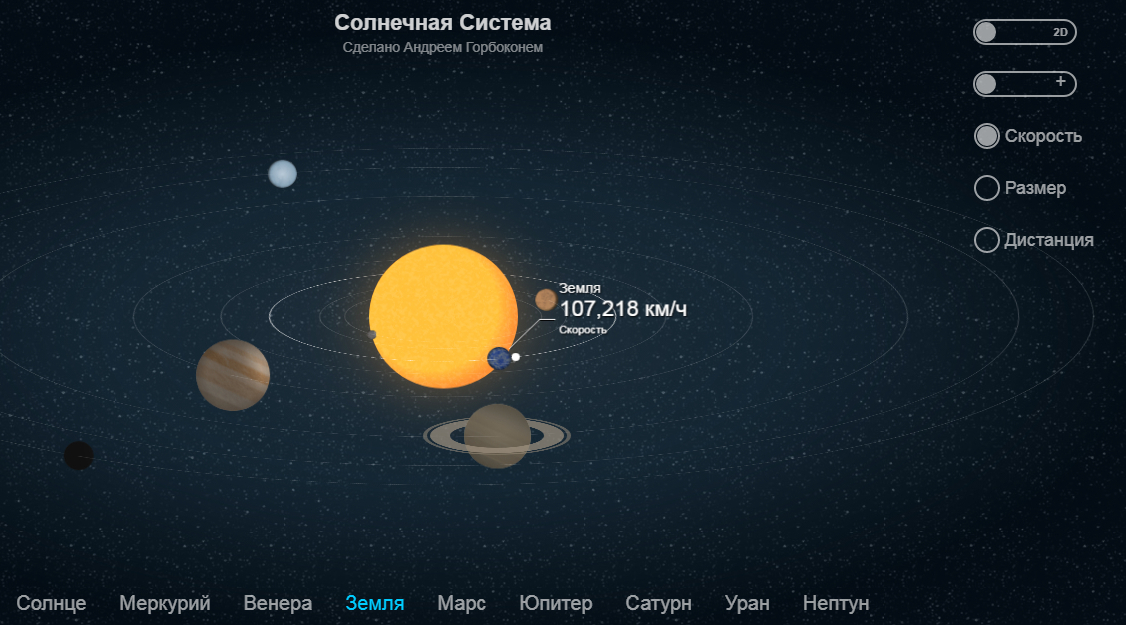 Солнечная Система
Сделано Андреем Горбоконем
2D
+
Скорость
Размер
Дистанция
Земля
107,218 км/ч
Скорость
Солнце Меркурий Венера Земля Марс Юпитер Сатурн Уран Нептун